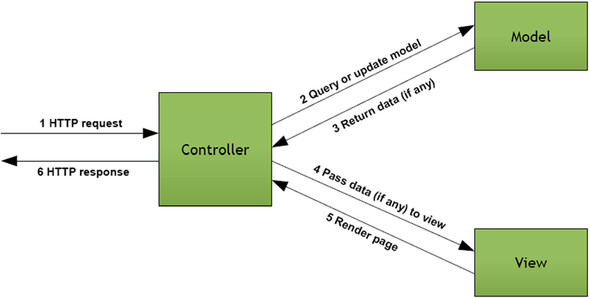 1 HTTP request
6 HTTP response
Controller
2 Query or update model
3 Return data (if any)
Model
4 Pass data (if any) to view
5 Render page
View